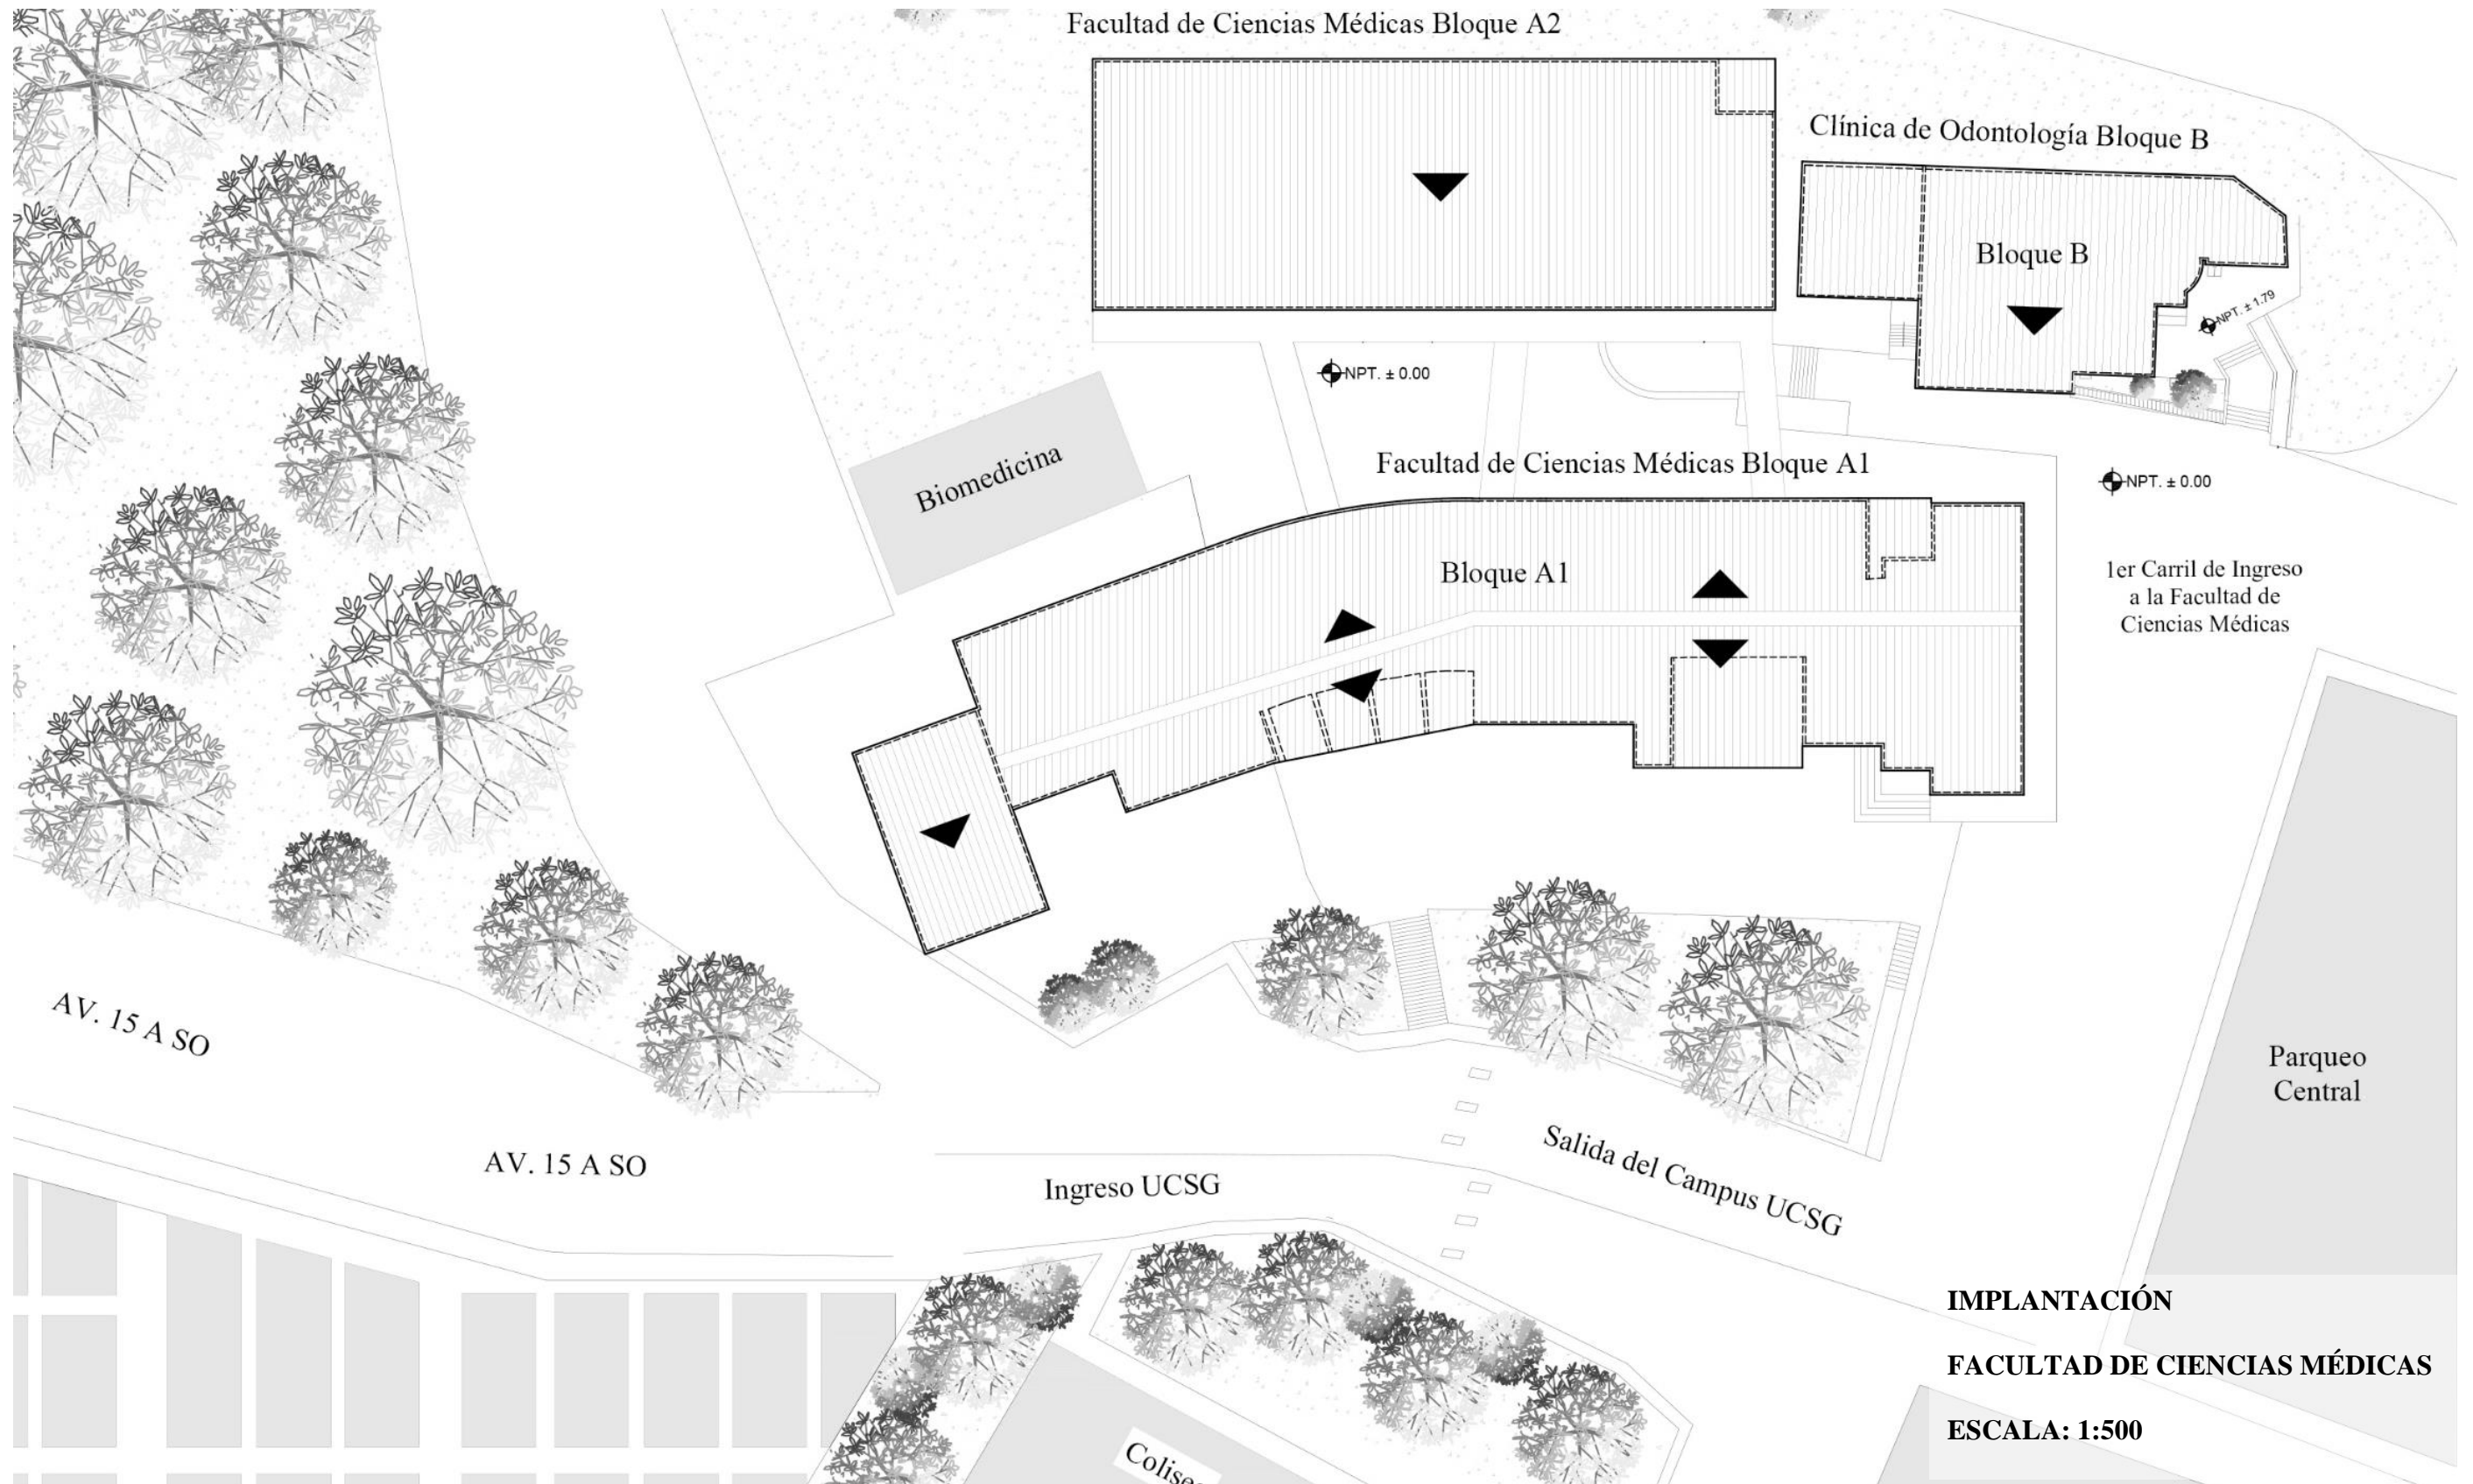 Facultad de Ciencias Médicas Bloque A2
Clínica de Odontología Bloque B
Bloque B
NPT. ± 1.79
NPT. ± 0.00
Biomedicina
Facultad de Ciencias Médicas Bloque A1
NPT. ± 0.00
Bloque A1
1er Carril de Ingreso
a la Facultad de
Ciencias Médicas
AV. 15 A SO
Parqueo
Central
AV. 15 A SO
Ingreso UCSG
Salida del Campus UCSG
IMPLANTACIÓN
FACULTAD DE CIENCIAS MÉDICAS
ESCALA: 1:500